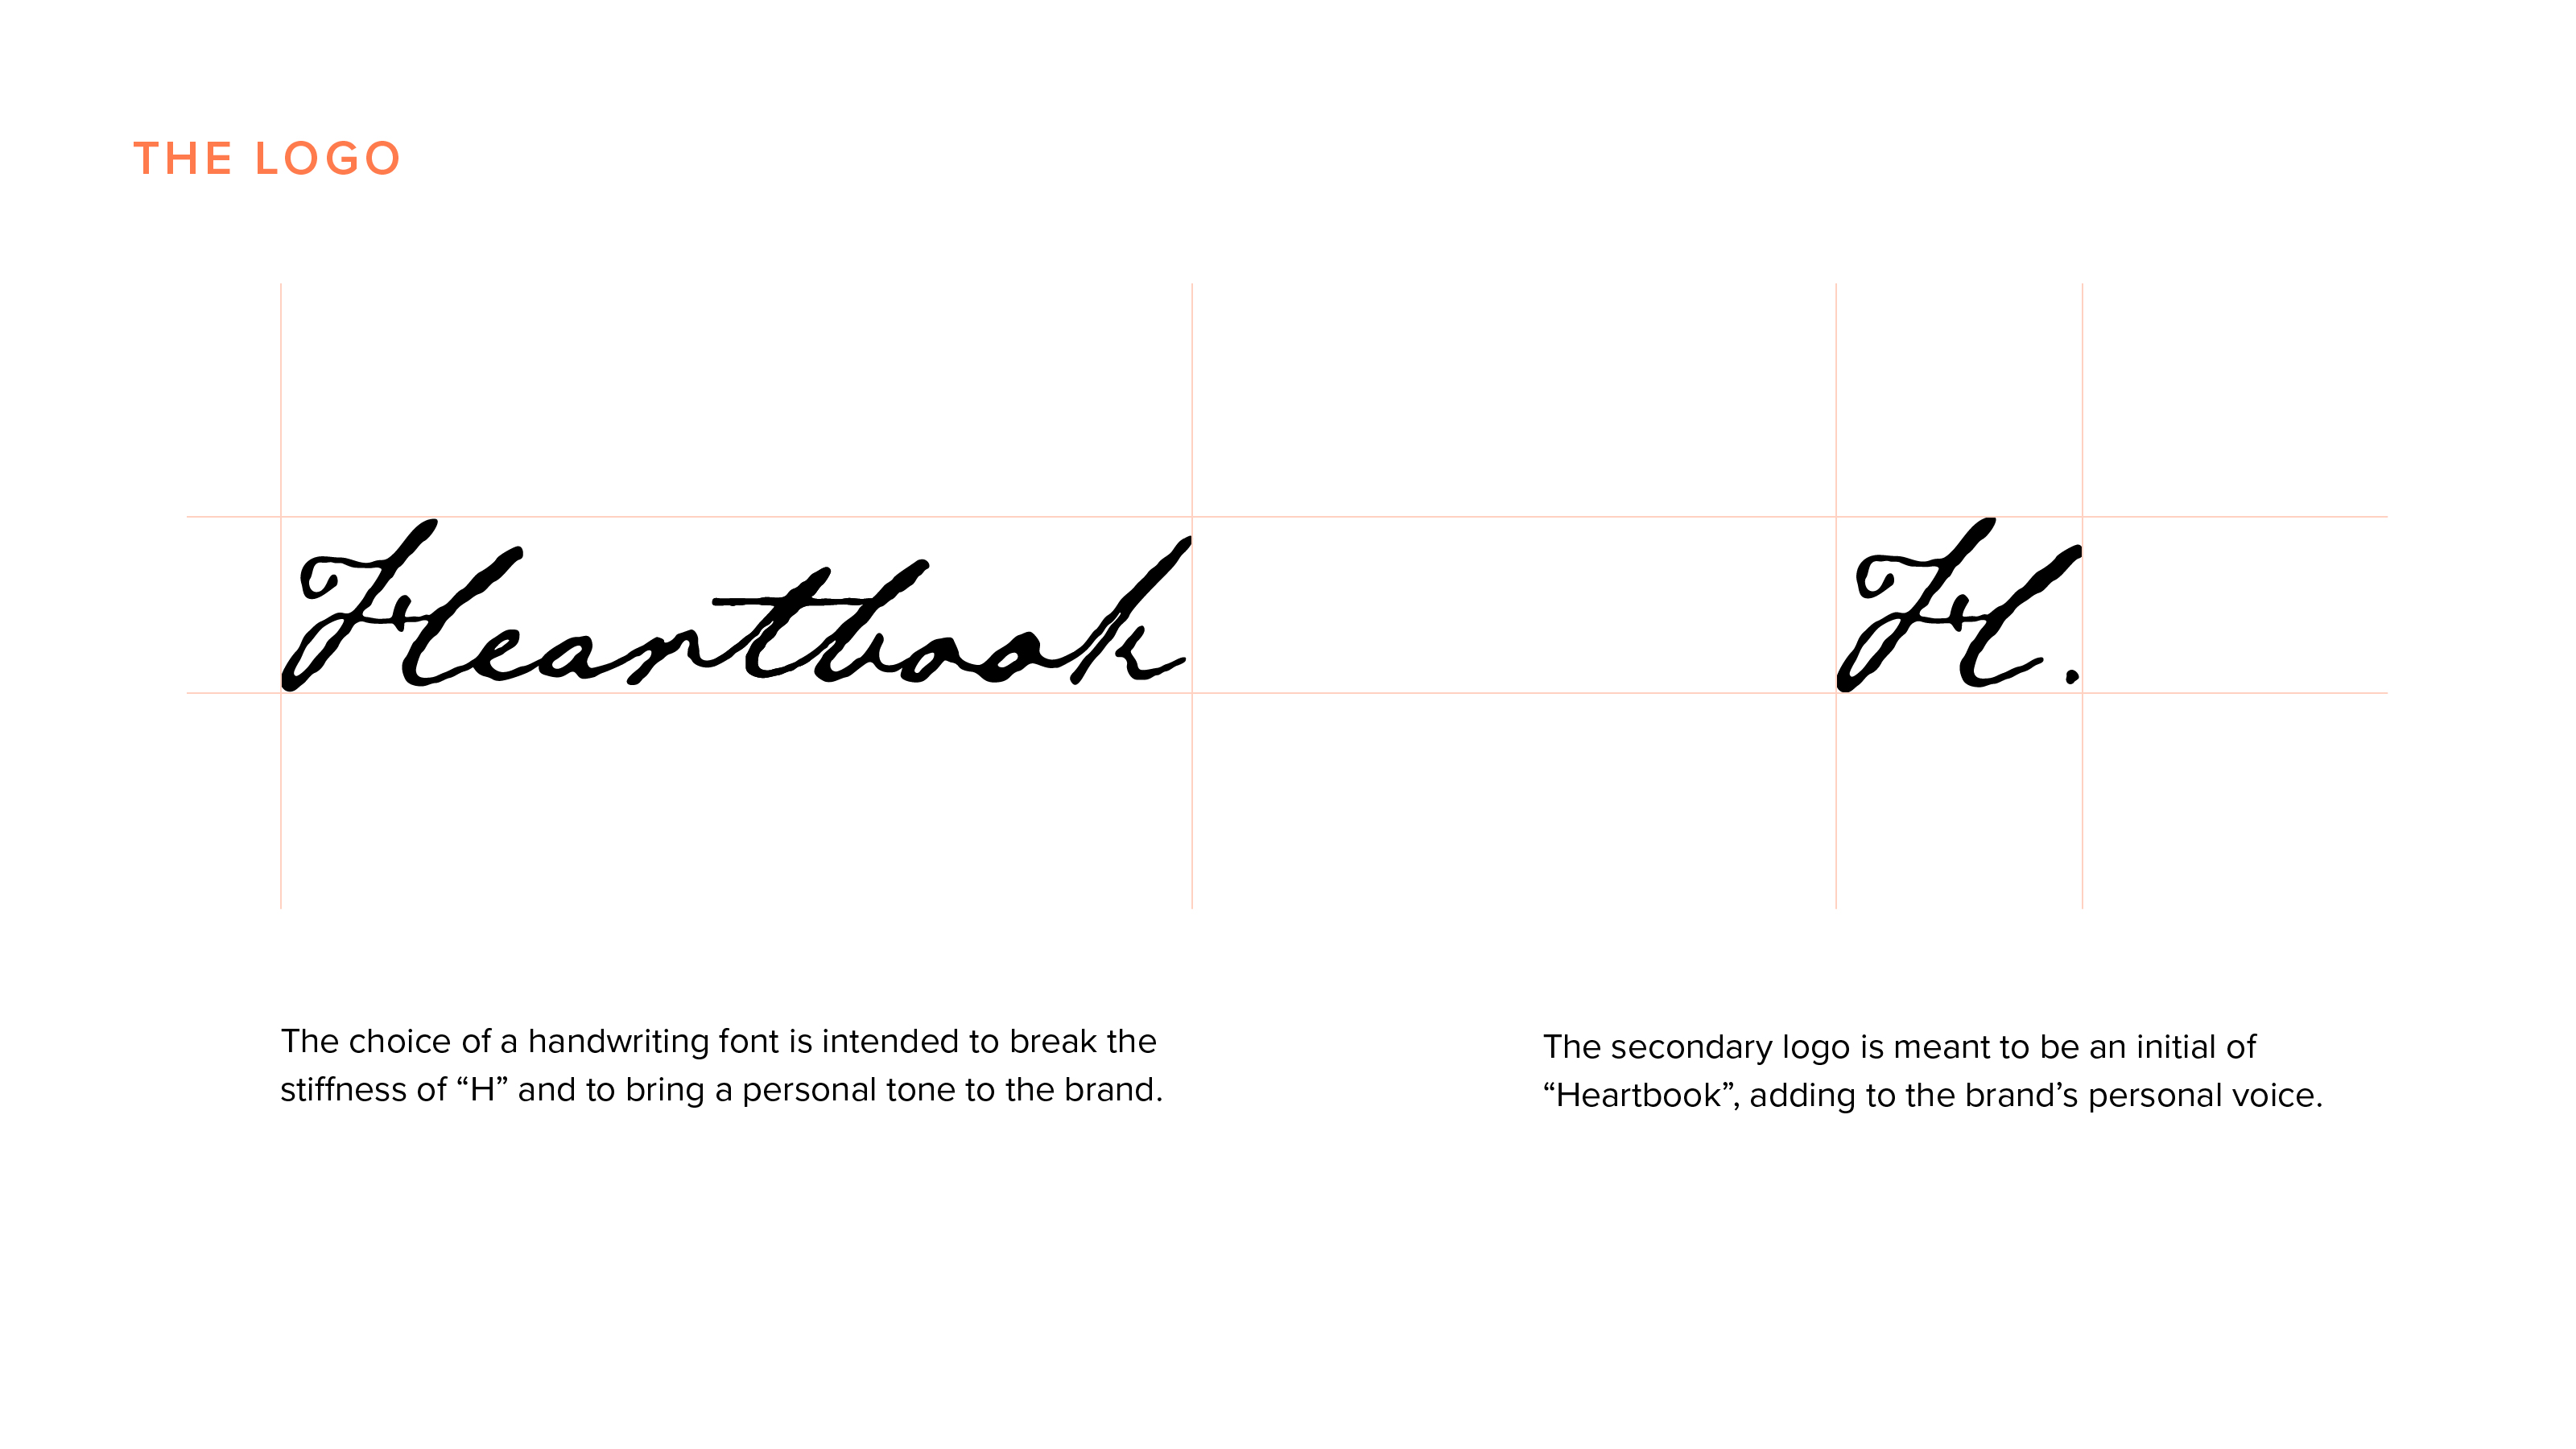 THE LOGO
Heartbook
H.
The choice of a handwriting font is intended to break the
stiffness of “H” and to bring a personal tone to the brand.
The secondary logo is meant to be an initial of
“Heartbook”, adding to the brand’s personal voice.